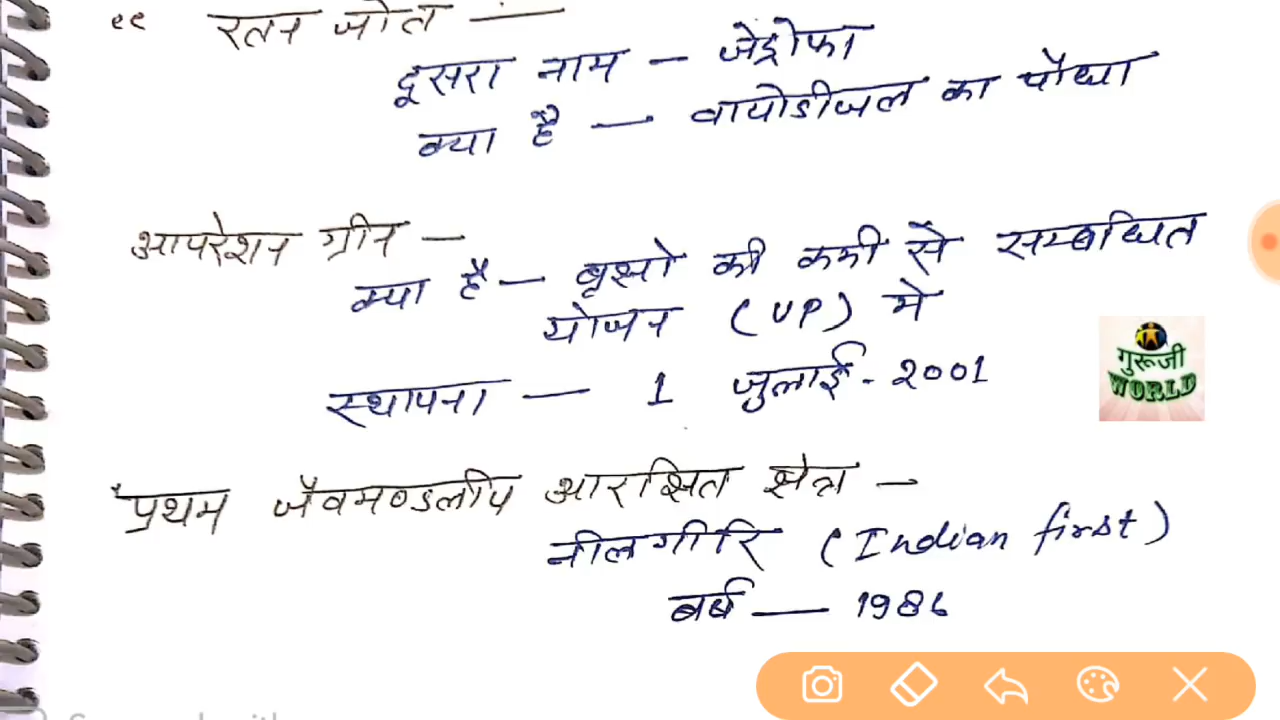 रतन जोत —
दूसरा नाम — जेट्रोफा
क्या है — वायोडीजल का पौधा
आपरेशन ग्रीन —
क्या है — बृक्षो की कमी से सम्बधित
योजन (UP) मे
स्थापना — 1 जुलाई - 2001
गुरूजी
WORLD
प्रथम जैवमण्डलीय आरक्षित क्षेत्र —
नीलगीरि (Indian first)
बर्ष — 1986